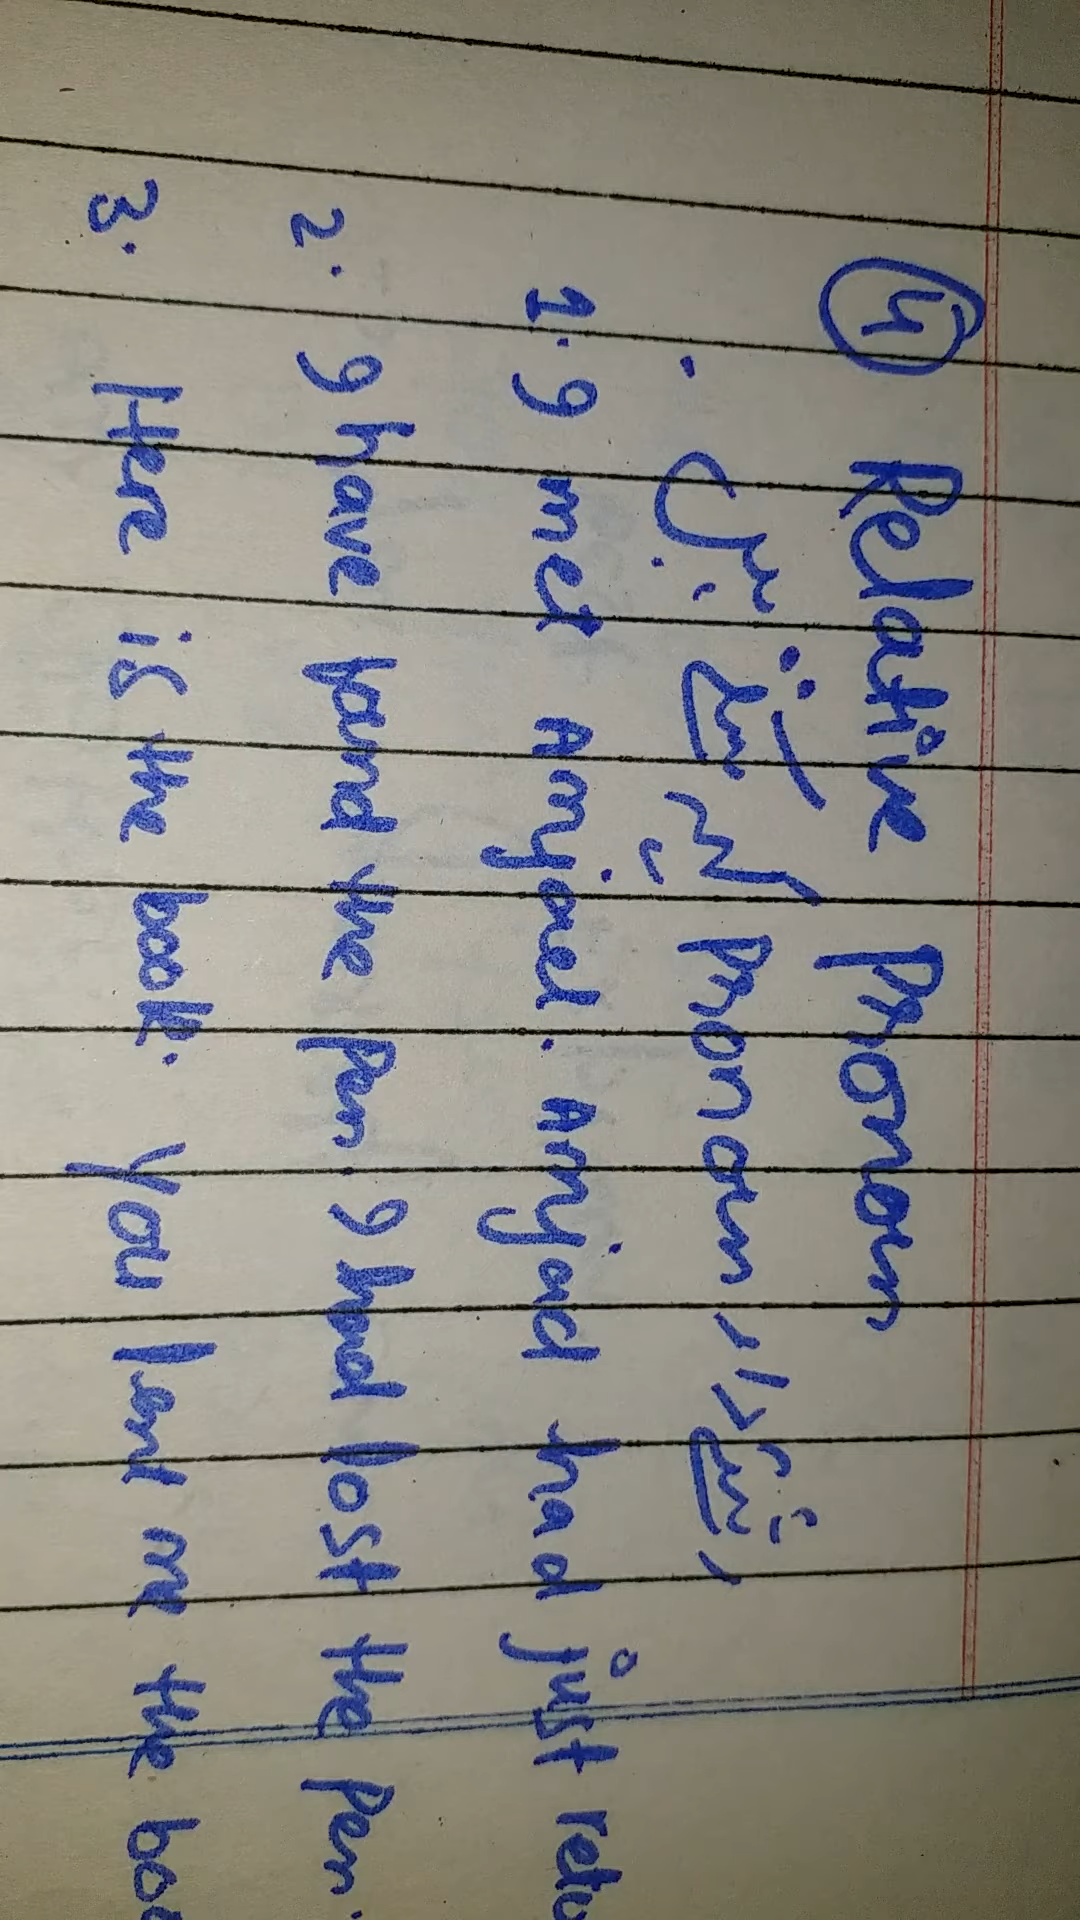 ④ Relative Pronoun
Pronoun
1. I met Amjad. Amjad had just retu
2. I have found the Pen. I had lost the Pen.
3. Here is the book. You lent me the boo